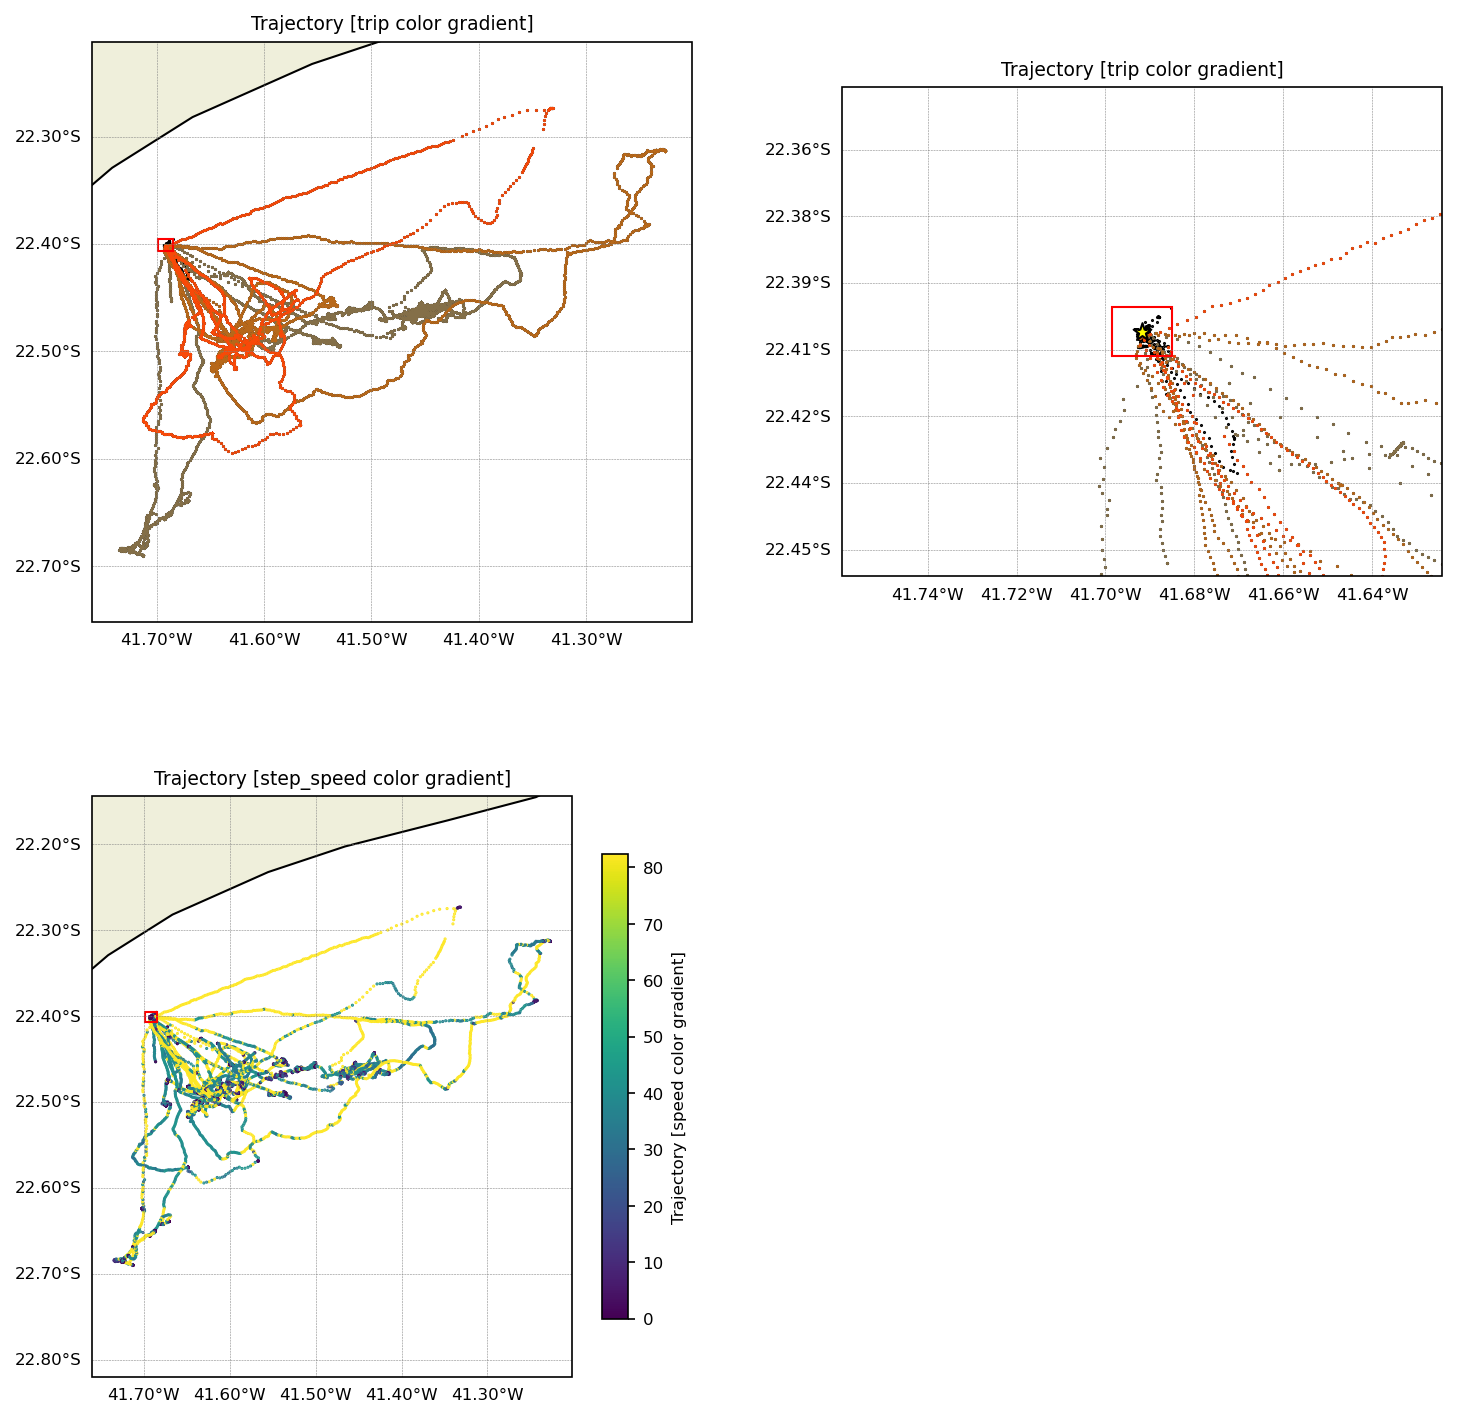 Trajectory [trip color gradient]
22.30°S
22.40°S
22.50°S
22.60°S
22.70°S
41.70°W 41.60°W 41.50°W 41.40°W 41.30°W
Trajectory [trip color gradient]
22.36°S
22.38°S
22.39°S
22.41°S
22.42°S
22.44°S
22.45°S
41.74°W 41.72°W 41.70°W 41.68°W 41.66°W 41.64°W
Trajectory [step_speed color gradient]
22.20°S
22.30°S
22.40°S
22.50°S
22.60°S
22.70°S
22.80°S
41.70°W 41.60°W 41.50°W 41.40°W 41.30°W
80
70
60
50
40
30
20
10
0
Trajectory [speed color gradient]